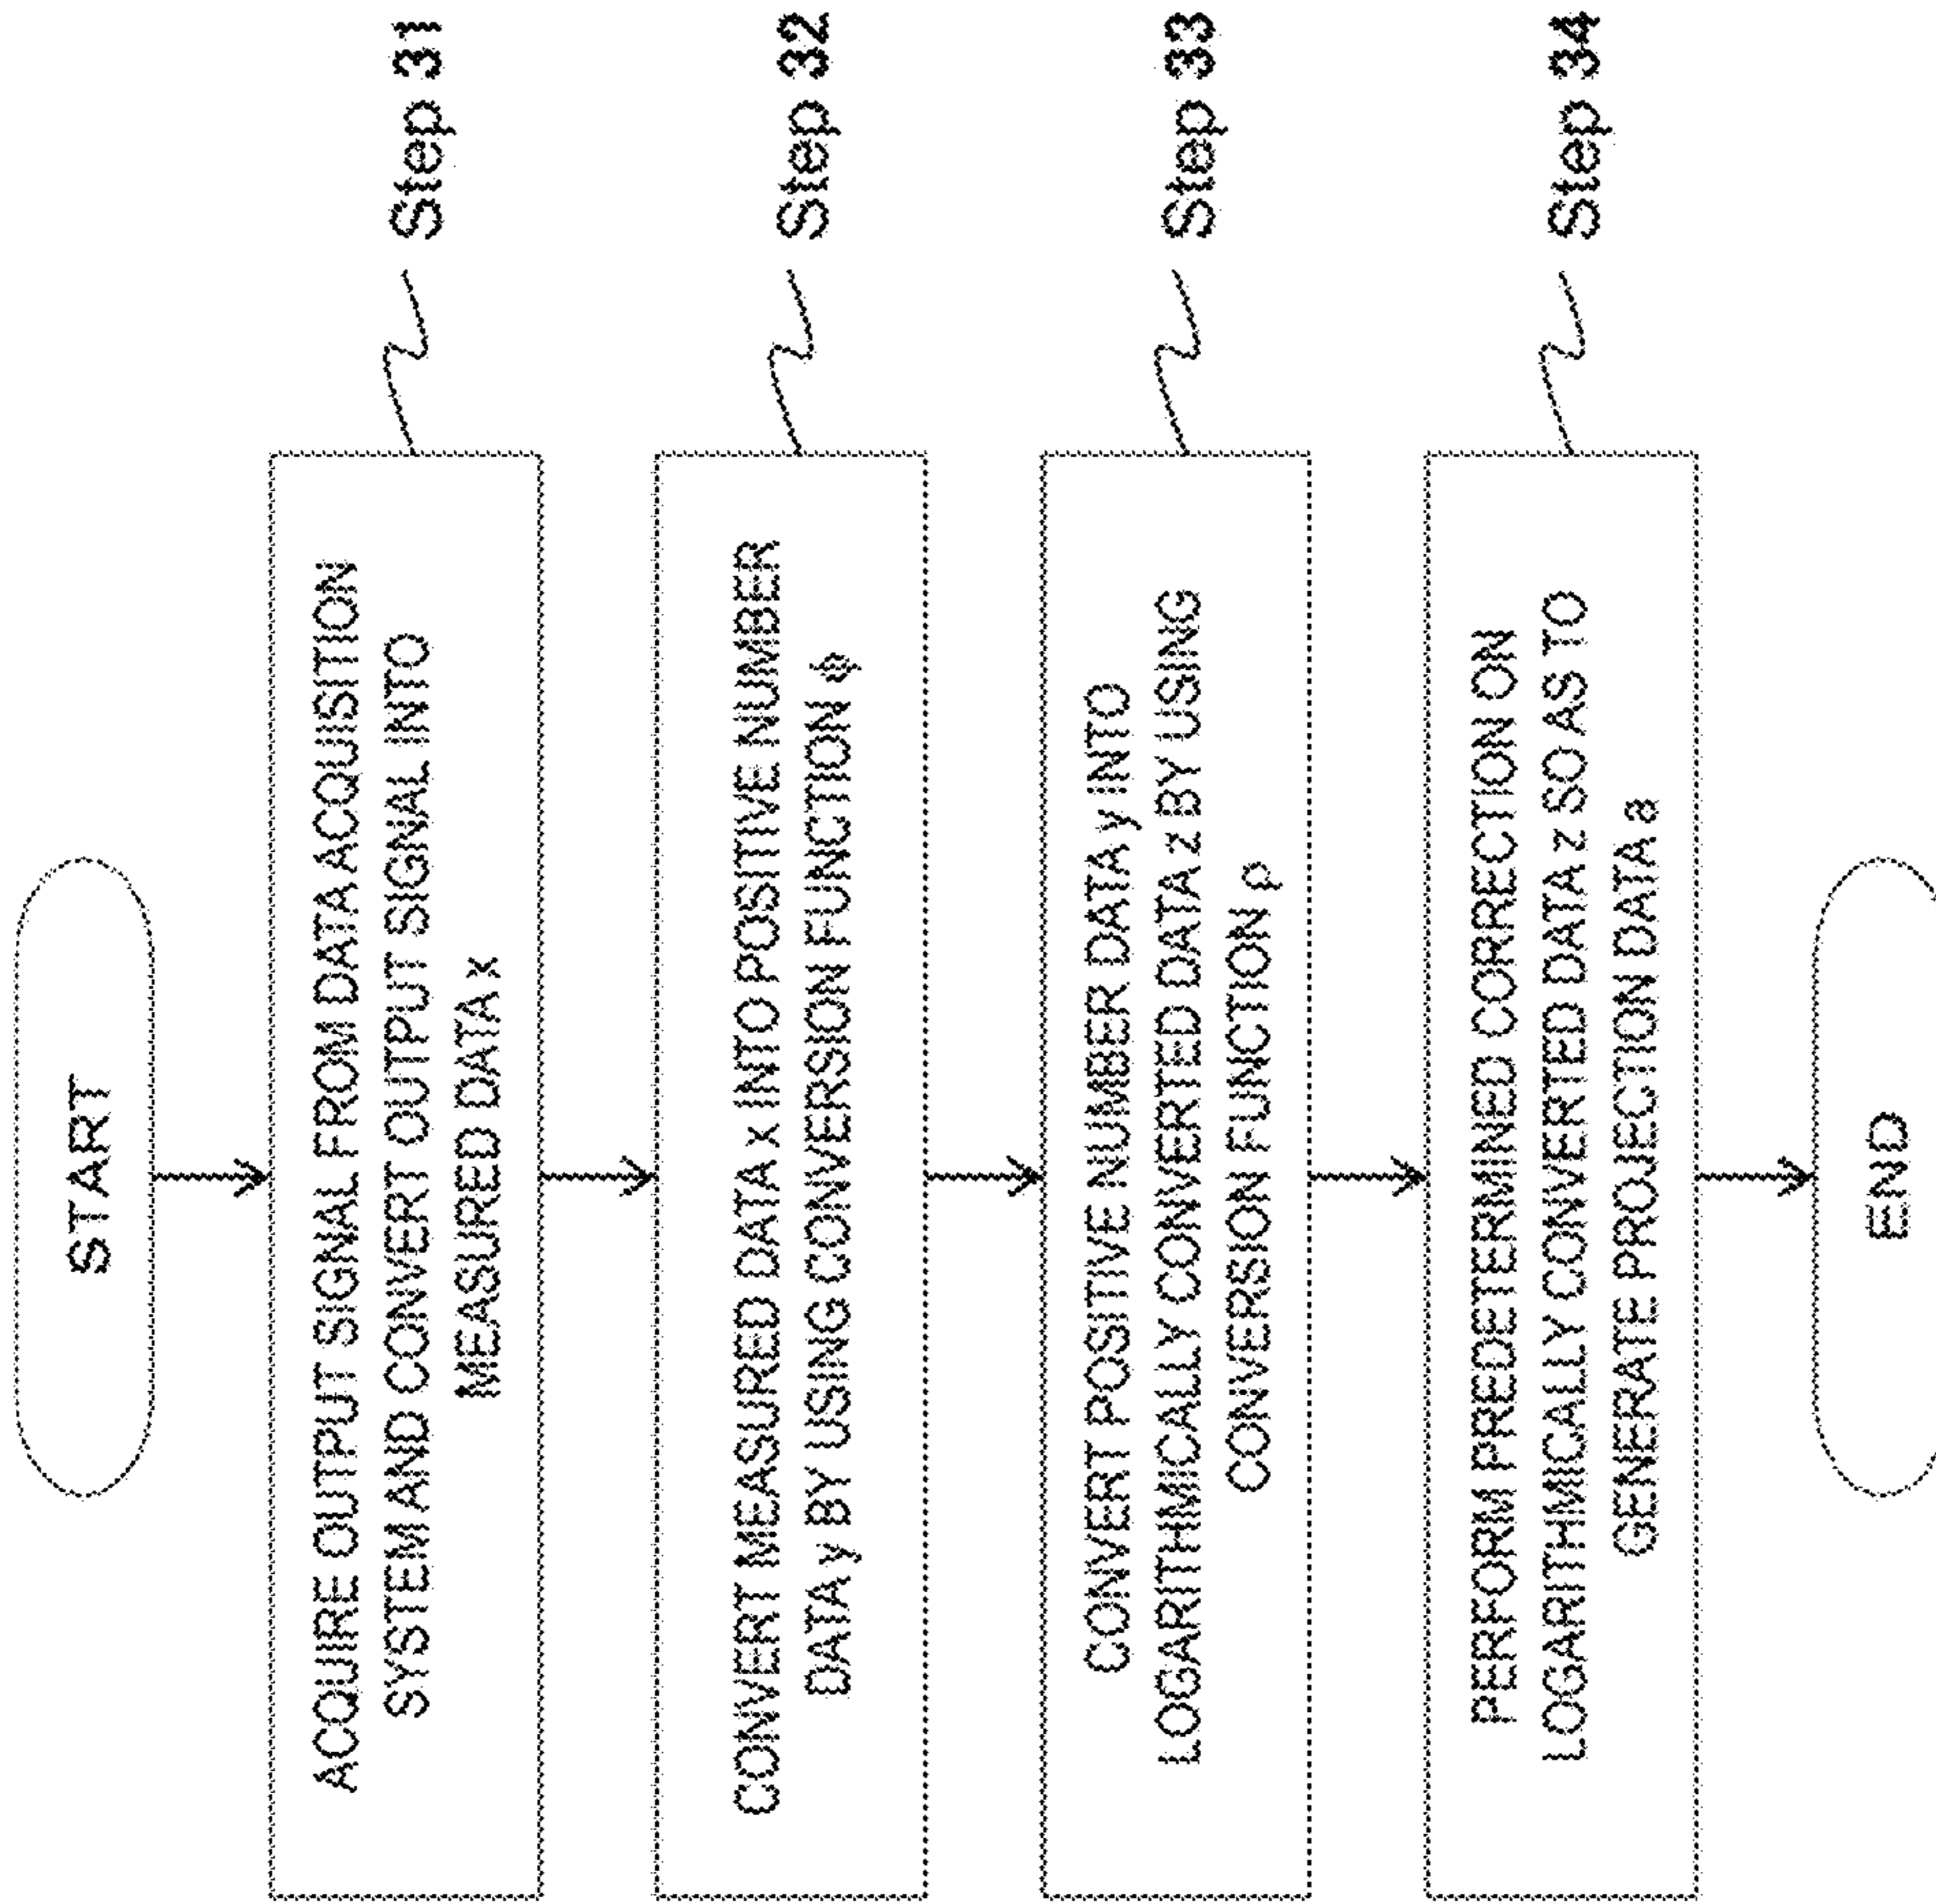 START
ACQUIRE OUTPUT SIGNAL FROM DATA ACQUISITION
SYSTEM AND CONVERT OUTPUT SIGNAL INTO
MEASURED DATA x
Step 31
CONVERT MEASURED DATA x INTO POSITIVE NUMBER
DATA y BY USING CONVERSION FUNCTION ϕ
Step 32
CONVERT POSITIVE NUMBER DATA y INTO
LOGARITHMICALLY CONVERTED DATA z BY USING
CONVERSION FUNCTION ρ
Step 33
PERFORM PREDETERMINED CORRECTION ON
LOGARITHMICALLY CONVERTED DATA z SO AS TO
GENERATE PROJECTION DATA a
Step 34
END